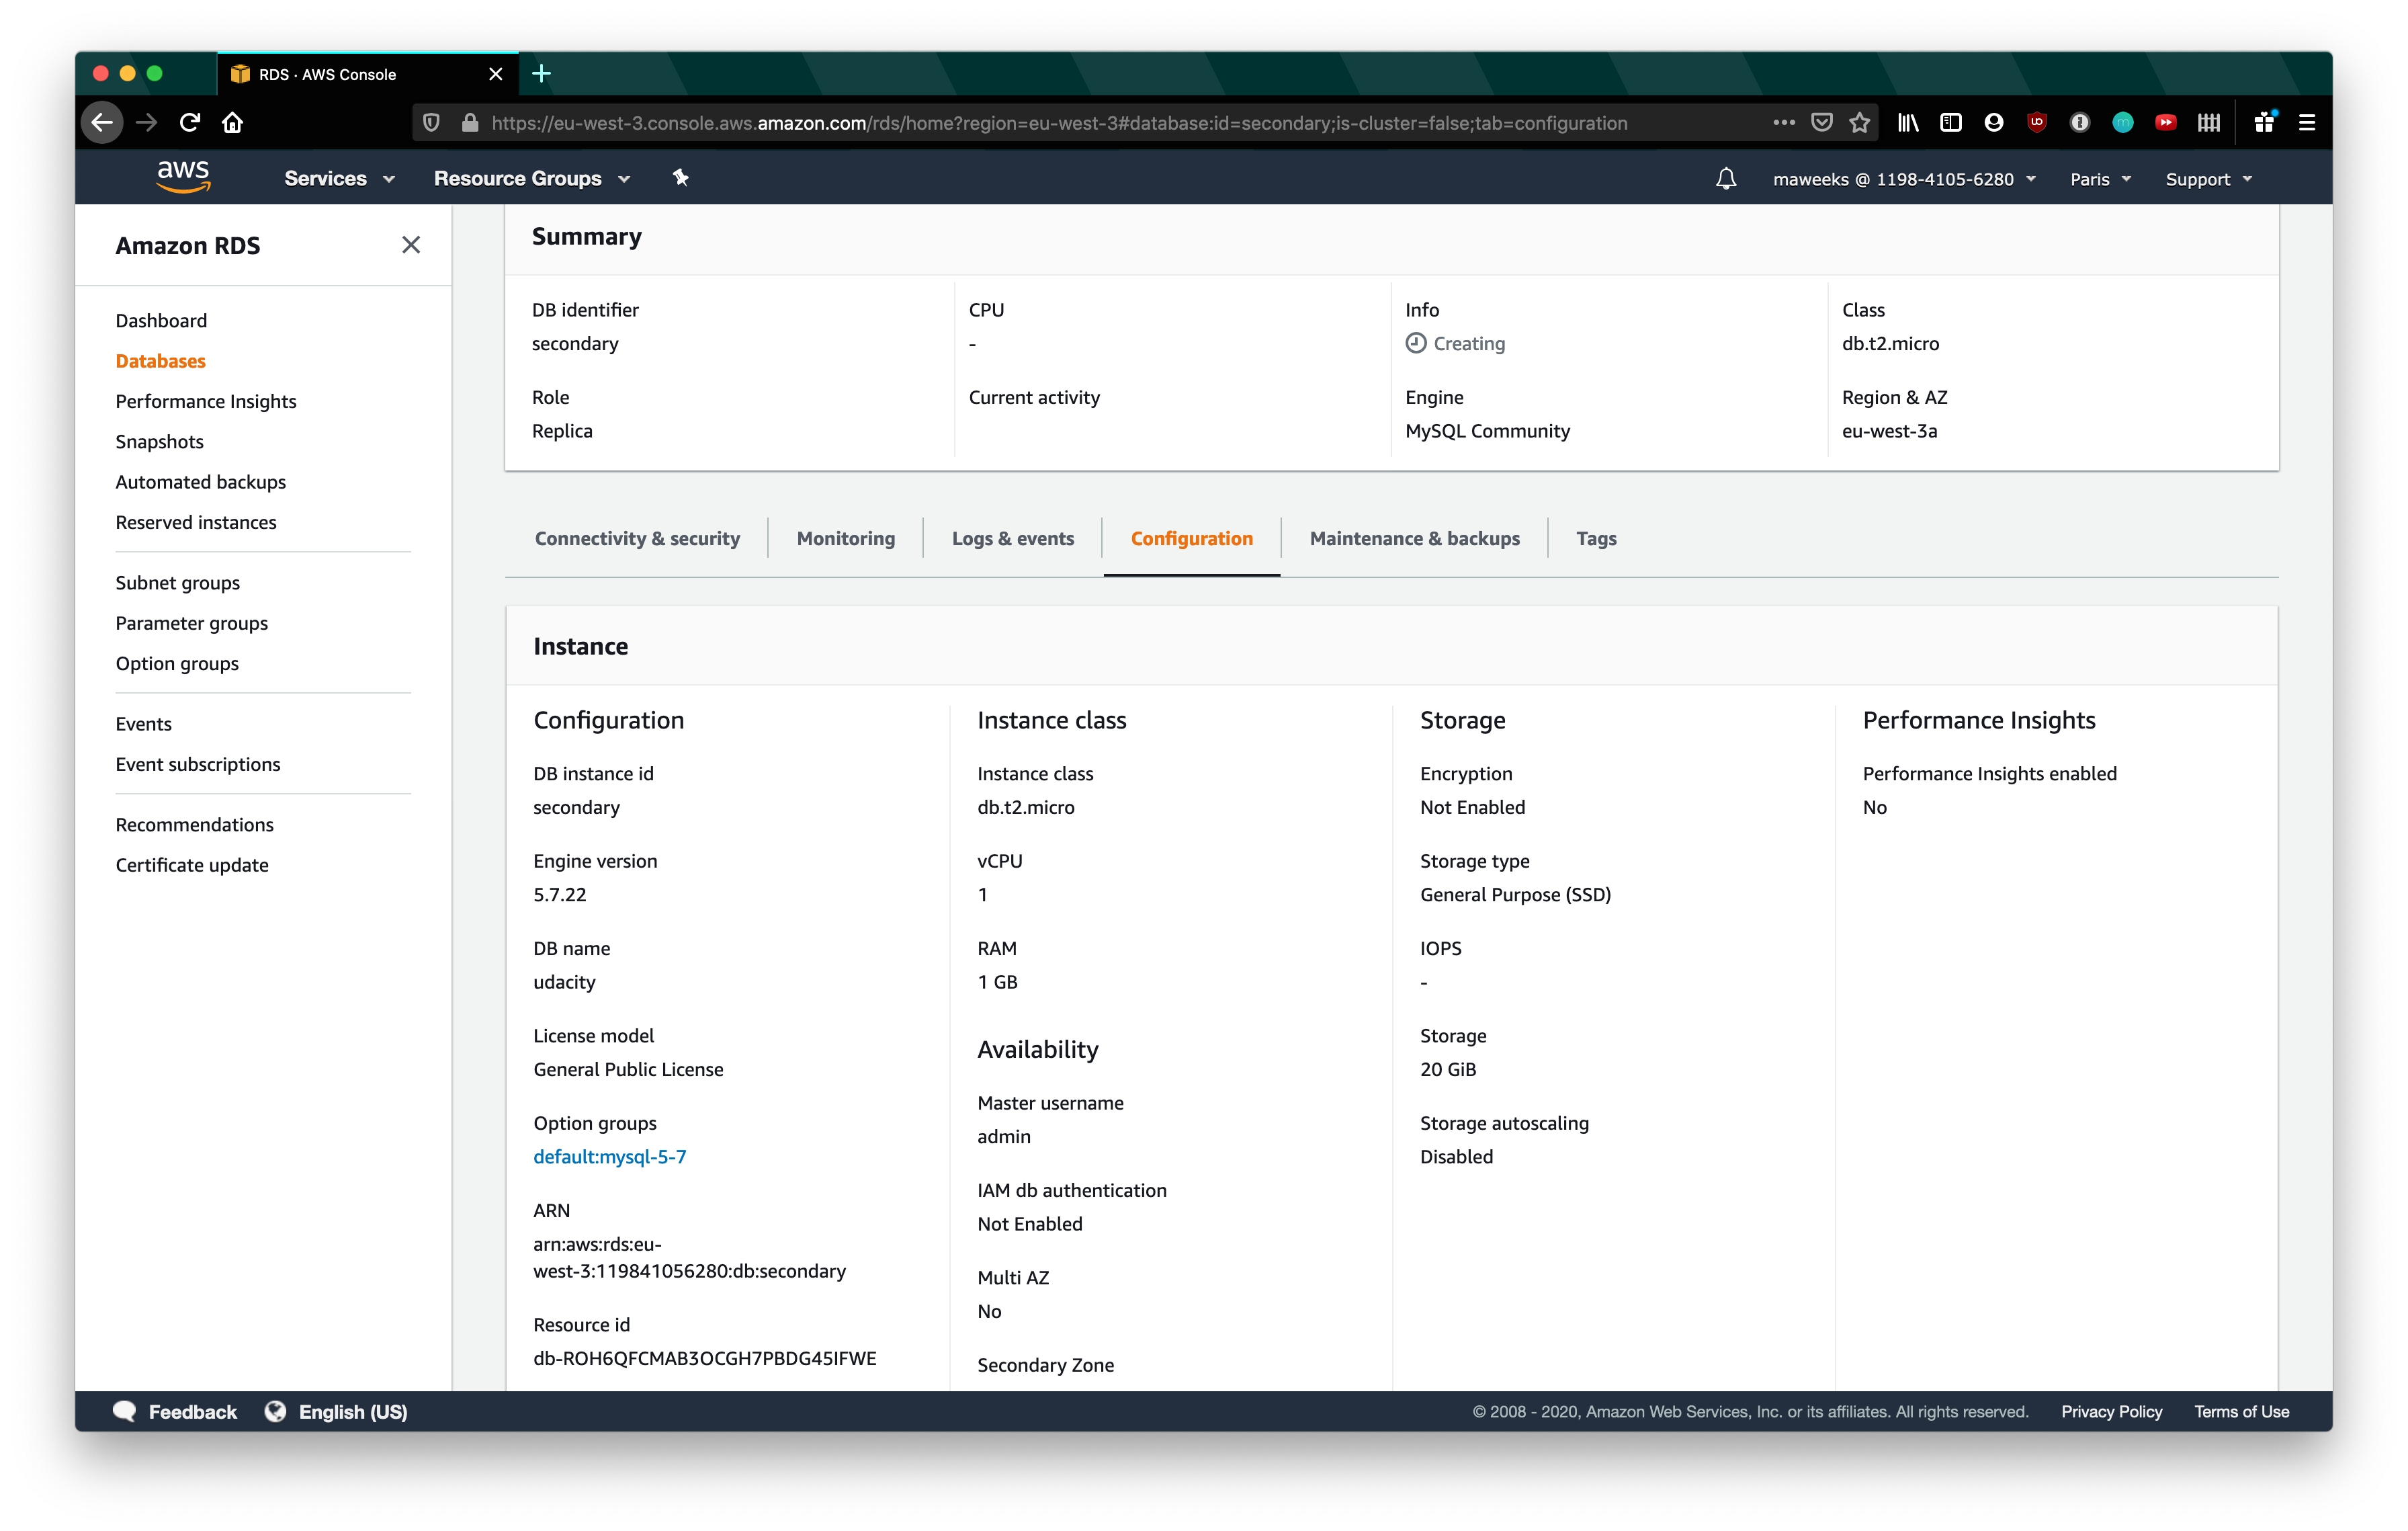 RDS · AWS Console
https://eu-west-3.console.aws.amazon.com/rds/home?region=eu-west-3#database:id=secondary;is-cluster=false;tab=configuration
aws
Services
Resource Groups
maweeks @ 1198-4105-6280
Paris
Support
Amazon RDS
Dashboard
Databases
Performance Insights
Snapshots
Automated backups
Reserved instances
Subnet groups
Parameter groups
Option groups
Events
Event subscriptions
Recommendations
Certificate update
Summary
DB identifier
secondary
Role
Replica
CPU
-
Current activity
Info
Creating
Engine
MySQL Community
Class
db.t2.micro
Region & AZ
eu-west-3a
Connectivity & security
Monitoring
Logs & events
Configuration
Maintenance & backups
Tags
Instance
Configuration
DB instance id
secondary
Engine version
5.7.22
DB name
udacity
License model
General Public License
Option groups
default:mysql-5-7
ARN
arn:aws:rds:eu-
west-3:119841056280:db:secondary
Resource id
db-ROH6QFCMAB3OCGH7PBDG45IFWE
Instance class
Instance class
db.t2.micro
vCPU
1
RAM
1 GB
Availability
Master username
admin
IAM db authentication
Not Enabled
Multi AZ
No
Secondary Zone
Storage
Encryption
Not Enabled
Storage type
General Purpose (SSD)
IOPS
-
Storage
20 GiB
Storage autoscaling
Disabled
Performance Insights
Performance Insights enabled
No
Feedback
English (US)
© 2008 - 2020, Amazon Web Services, Inc. or its affiliates. All rights reserved.
Privacy Policy
Terms of Use